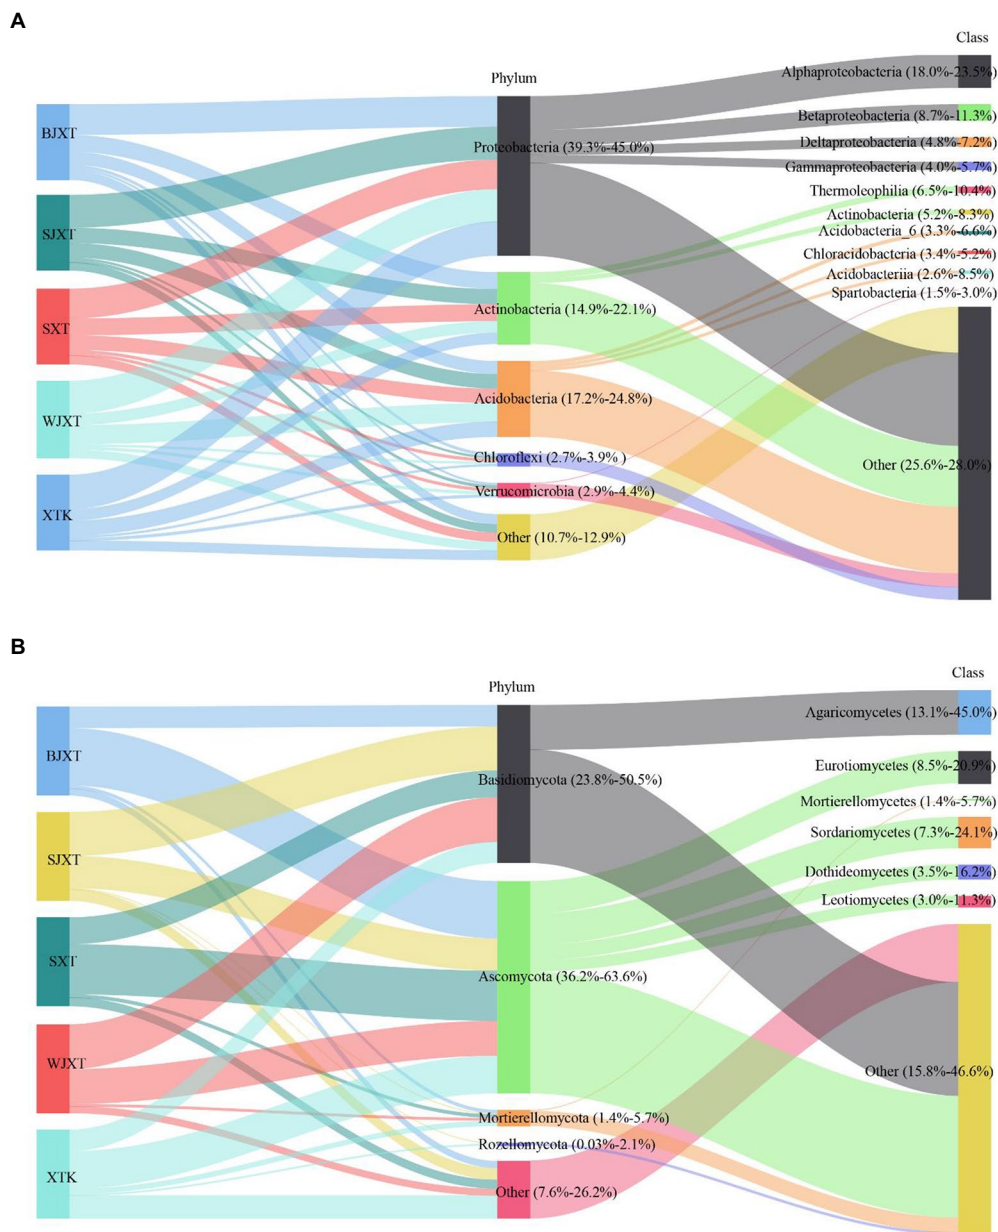 A
Class
Phylum
Alphaproteobacteria (18.0%-23.5%)
BJXT
Betaproteobacteria (8.7%-11.3%)
Deltaproteobacteria (4.8%-7.2%)
Proteobacteria (39.3%-45.0%)
Gammaproteobacteria (4.0%-5.7%)
Thermoleophilia (6.5%-10.4%)
Actinobacteria (5.2%-8.3%)
Acidobacteria_6 (3.3%-6.6%)
SJXT
Chloracidobacteria (3.4%-5.2%)
Acidobacteriia (2.6%-8.5%)
Spartobacteria (1.5%-3.0%)
Actinobacteria (14.9%-22.1%)
SXT
Acidobacteria (17.2%-24.8%)
WJXT
Chloroflexi (2.7%-3.9% )
Other (25.6%-28.0%)
Verrucomicrobia (2.9%-4.4%)
XTK
Other (10.7%-12.9%)
B
Class
Phylum
Agaricomycetes (13.1%-45.0%)
BJXT
Eurotiomycetes (8.5%-20.9%)
Basidiomycota (23.8%-50.5%)
Mortierellomycetes (1.4%-5.7%)
Sordariomycetes (7.3%-24.1%)
SJXT
Dothideomycetes (3.5%-16.2%)
Leotiomycetes (3.0%-11.3%)
SXT
Ascomycota (36.2%-63.6%)
WJXT
Other (15.8%-46.6%)
Mortierellomycota (1.4%-5.7%)
Rozellomycota (0.03%-2.1%)
XTK
Other (7.6%-26.2%)